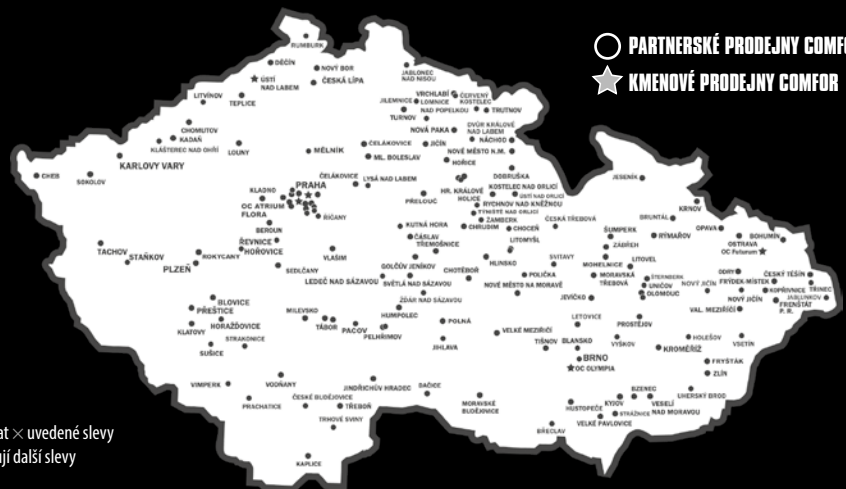 PARTNERSKÉ PRODEJNY COMFO
KMENOVÉ PRODEJNY COMFOR
RUMBURK
DĚČÍN
NOVÝ BOR
ÚSTÍ
NAD LABEM
ČESKÁ LÍPA
JABLONEC
NAD NISOU
LITVÍNOV
TEPLICE
VRCHLABÍ
ČERVENÝ
KOSTELEC
JILEMNICE
LOMNICE
NAD POPELKOU
TRUTNOV
TURNOV
CHOMUTOV
KADAŇ
KLÁŠTEREC NAD OHŘÍ
LOUNY
NOVÁ PAKA
DVŮR KRÁLOVÉ
NAD LABEM
NÁCHOD
MĚLNÍK
ČELÁKOVICE
JIČÍN
NOVÉ MĚSTO N.M.
ML. BOLESLAV
HOŘICE
KARLOVY VARY
CHEB
SOKOLOV
DOBRUŠKA
JESENÍK
ČELÁKOVICE
LYSÁ NAD LABEM
KLADNO
PRAHA
OC ATRIUM
FLORA
ŘÍČANY
BEROUN
PŘELOUČ
HR. KRÁLOVÉ
HOLICE
KOSTELEC NAD ORLICÍ
ÚSTÍ NAD ORLICÍ
RYCHNOV NAD KNĚŽNOU
TÝNIŠTĚ NAD ORLICÍ
ŽAMBERK
CHOCEŇ
CHRUDIM
ČESKÁ TŘEBOVÁ
KRNOV
BRUNTÁL
OPAVA
BOHUMÍN
OSTRAVA
OC Futurum
KUTNÁ HORA
ČÁSLAV
TŘEMOŠNICE
LITOMYŠL
ŠUMPERK
RÝMAŘOV
ZÁBŘEH
ŘEVNICE
HOŘOVICE
TACHOV
STAŇKOV
ROKYCANY
PLZEŇ
VLAŠIM
SEDLČANY
GOLČŮV JENÍKOV
LEDEČ NAD SÁZAVOU
SVĚTLÁ NAD SÁZAVOU
CHOTĚBOŘ
HLINSKO
SVITAVY
POLIČKA
NOVÉ MĚSTO NA MORAVĚ
MOHELNICE
LITOVEL
MORAVSKÁ
TŘEBOVÁ
ŠTERNBERK
UNIČOV
OLOMOUC
JEVÍČKO
NOVÝ JIČÍN
ODRY
ČESKÝ TĚŠÍN
FRÝDEK-MÍSTEK
KOPŘIVNICE
TŘINEC
JABLUNKOV
NOVÝ JIČÍN
FRENŠTÁT
P. R.
VAL. MEZIŘÍČÍ
ŽDÁR NAD SÁZAVOU
BLOVICE
PŘEŠTICE
HORAŽĎOVICE
KLATOVY
STRAKONICE
SUŠICE
MILEVSKO
TÁBOR
PACOV
HUMPOLEC
PELHŘIMOV
POLNÁ
JIHLAVA
VELKÉ MEZIŘÍČÍ
LETOVICE
PROSTĚJOV
TIŠNOV
BLANSKO
VYŠKOV
HOLEŠOV
KROMĚŘÍŽ
VSETÍN
BRNO
OC OLYMPIA
FRYŠTÁK
ZLÍN
VIMPERK
VODŇANY
PRACHATICE
ČESKÉ BUDĚJOVICE
JINDŘICHŮV HRADEC
DAČICE
TŘEBOŇ
TRHOVÉ SVINY
KAPLICE
MORAVSKÉ
BUDĚJOVICE
HUSTOPEČE
VELKÉ PAVLOVICE
BŘECLAV
KYJOV
BZENEC
VESELÍ
NAD MORAVOU
STRÁŽNICE
UHERSKÝ BROD
at × uvedené slevy
jí další slevy